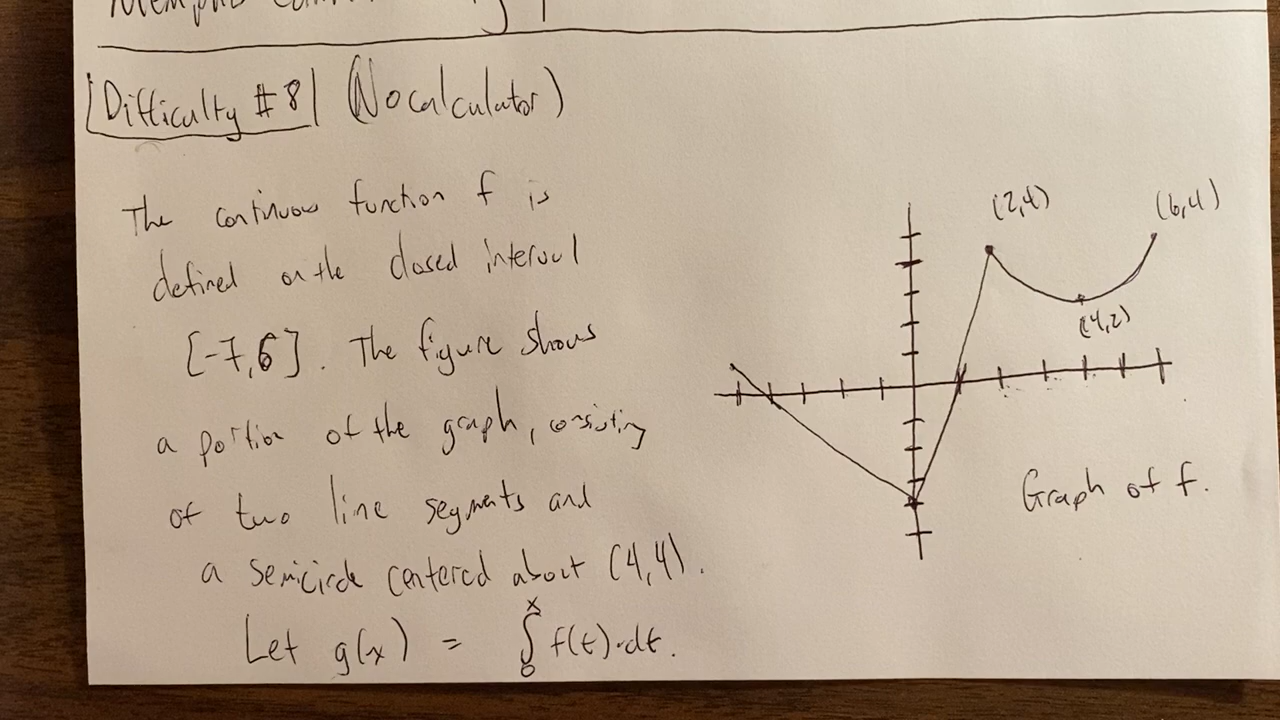 Difficulty #8 (No calculator)
The continuous function f is
defined on the closed interval
[-7,6]. The figure shows
a portion of the graph, consisting
of two line segments and
a semicircle centered about (4,4).
Let g(x) = ∫₀ˣ f(t)·dt.
(2,4)
(6,4)
(4,2)
Graph of f.